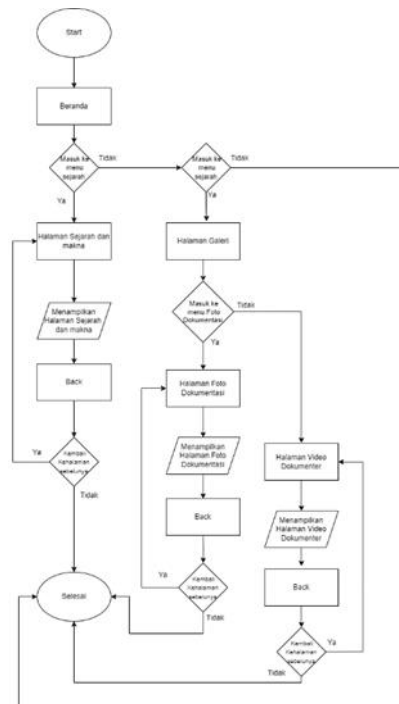 Start
Beranda
Masuk ke
menu
sejarah
Tidak
Ya
Masuk ke
menu
sejarah
Tidak
Ya
Halaman Sejarah dan
makna
Halaman Galeri
Menampilkan
Halaman Sejarah
dan makna
Masuk ke
menu Foto
Dokumentasi
Tidak
Ya
Back
Halaman Foto
Dokumentasi
Kembali
Kehalaman
sebelunya
Ya
Tidak
Menampilkan
Halaman Foto
Dokumentasi
Halaman Video
Dokumenter
Back
Menampilkan
Halaman Video
Dokumenter
Kembali
Kehalaman
sebelunya
Ya
Tidak
Back
Selesai
Kembali
Kehalaman
sebelunya
Ya
Tidak